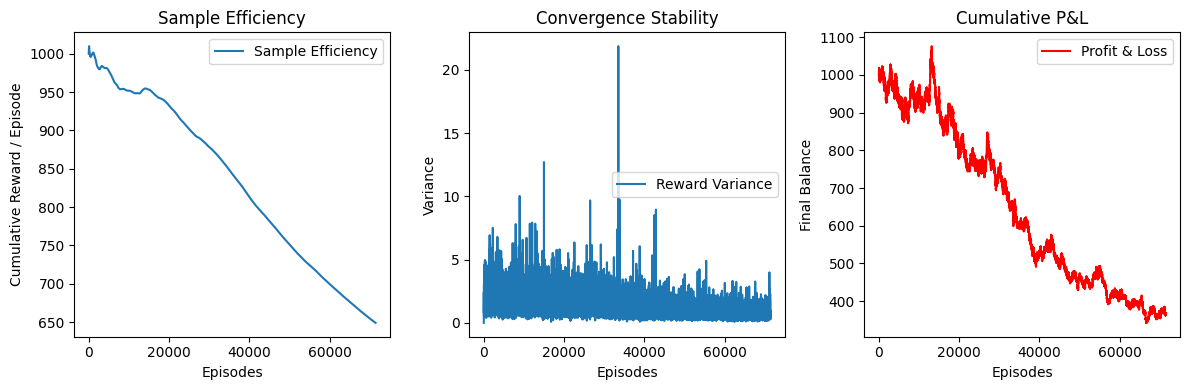 Sample Efficiency
Cumulative Reward / Episode
1000
950
900
850
800
750
700
650
Sample Efficiency
0
20000
40000
60000
Episodes
Convergence Stability
Variance
20
15
10
5
0
Reward Variance
0
20000
40000
60000
Episodes
Cumulative P&L
Final Balance
1100
1000
900
800
700
600
500
400
Profit & Loss
0
20000
40000
60000
Episodes